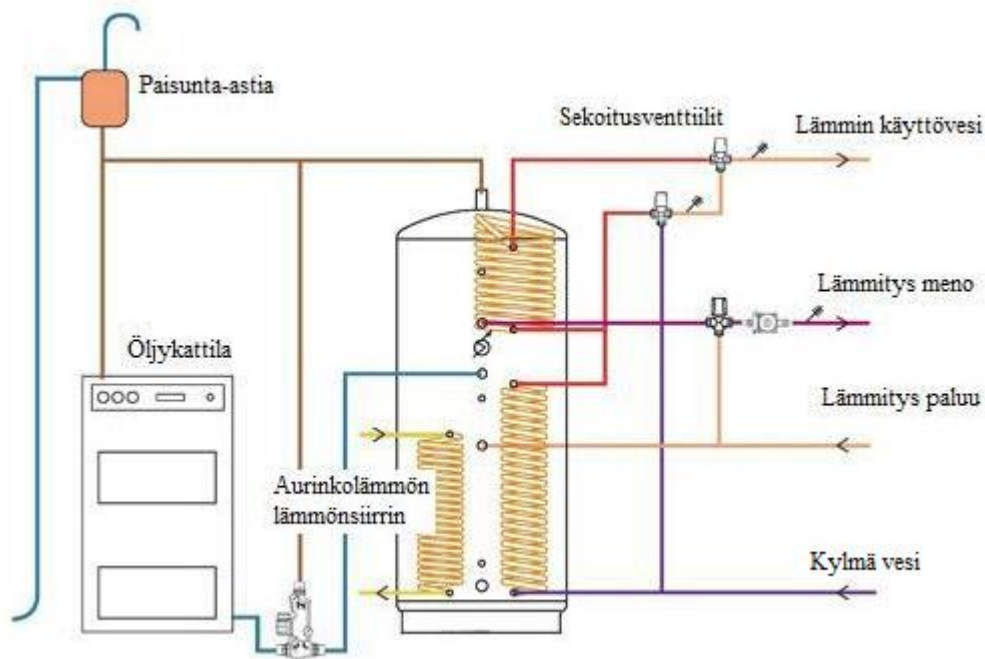 Paisunta-astia
Sekoitusventtiilit
Lämmin käyttövesi
Lämmitys meno
Öljykattila
Lämmitys paluu
Aurinkolämmön
lämmönsiirrin
Kylmä vesi